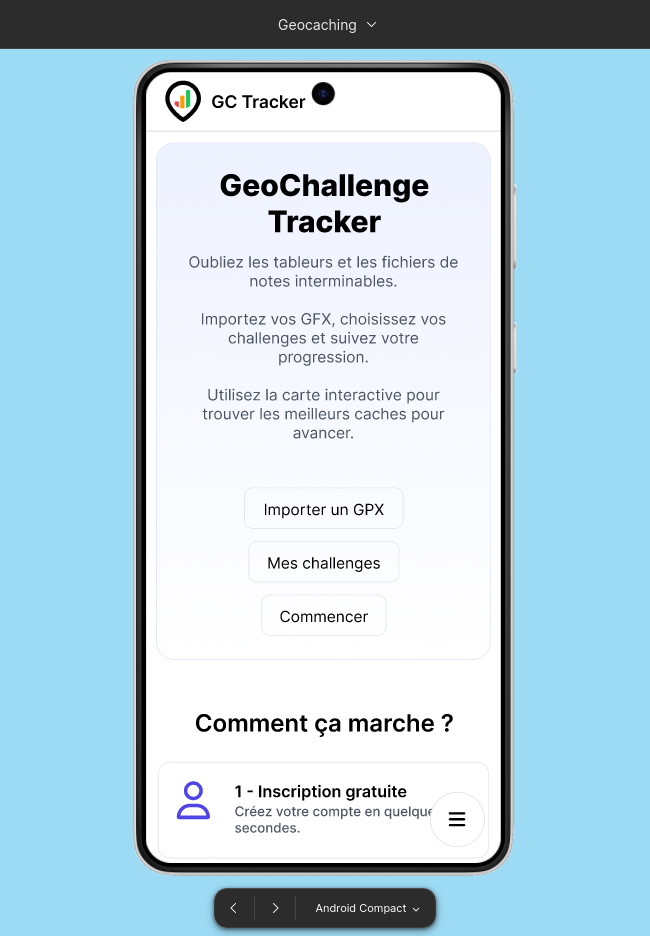 Geocaching
GC Tracker
GeoChallenge
Tracker
Oubliez les tableurs et les fichiers de
notes interminables.
Importez vos GFX, choisissez vos
challenges et suivez votre
progression.
Utilisez la carte interactive pour
trouver les meilleurs caches pour
avancer.
Importer un GPX
Mes challenges
Commencer
Comment ça marche ?
1 - Inscription gratuite
Créez votre compte en quelque
secondes.
Android Compact